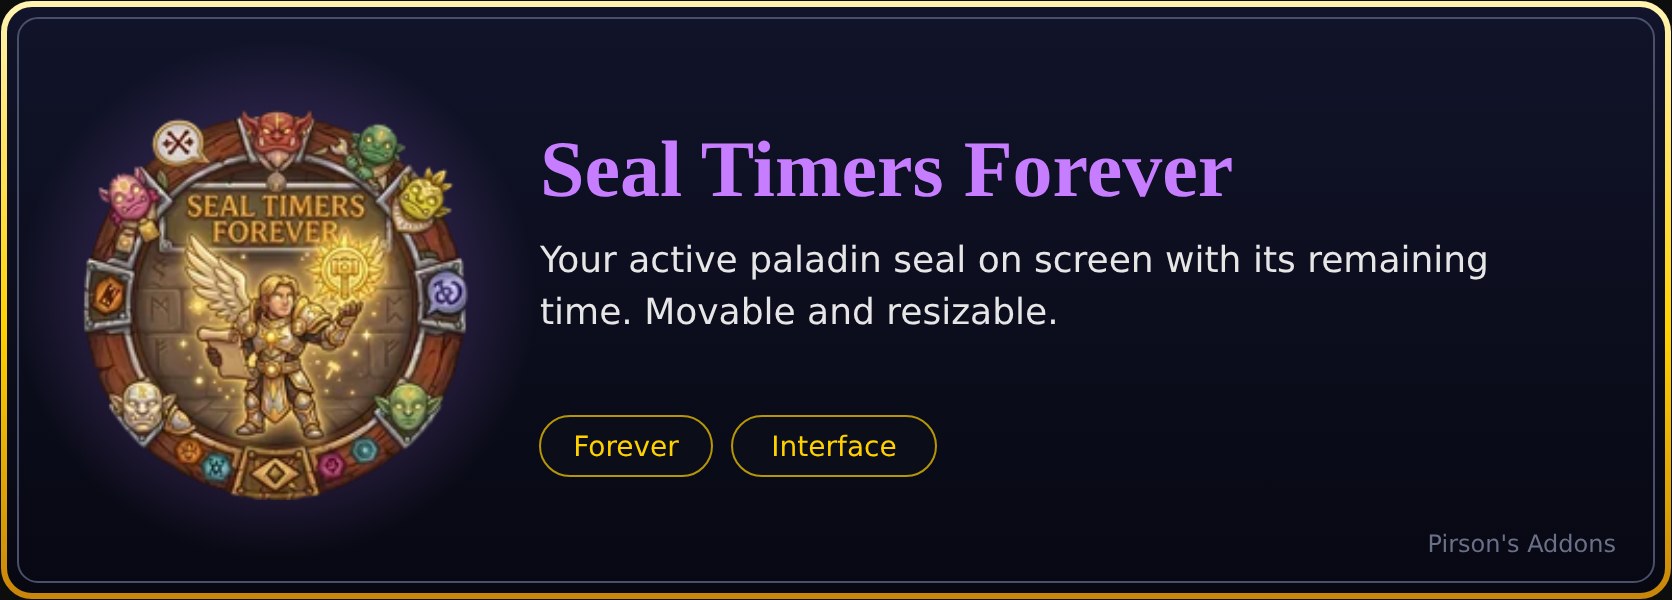 SEAL TIMERS
FOREVER
Seal Timers Forever
Your active paladin seal on screen with its remaining
time. Movable and resizable.
Forever
Interface
Pirson's Addons